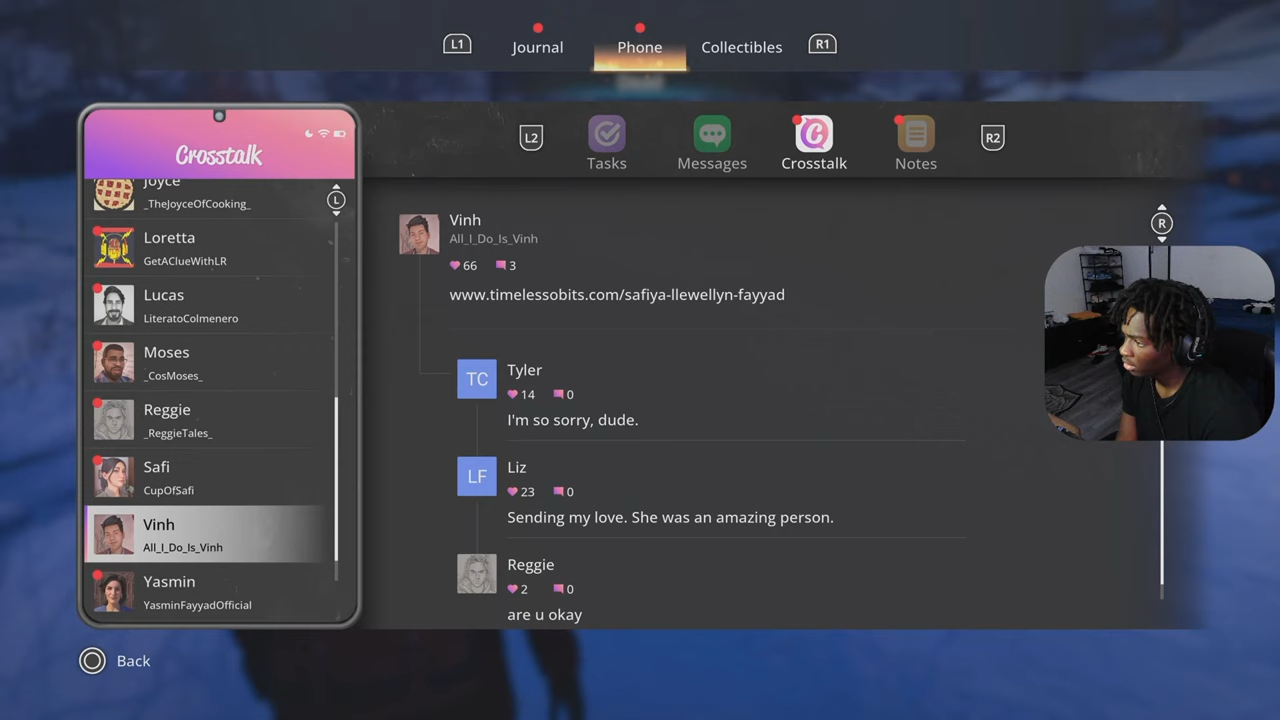 L1
Journal
Phone
Collectibles
R1
Crosstalk
L2
Tasks
Messages
Crosstalk
Notes
R2
Joyce
_TheJoyceOfCooking_
L
Loretta
GetAClueWithLR
Lucas
LiteratoColmenero
Moses
_CosMoses_
Reggie
_ReggieTales_
Safi
CupOfSafi
Vinh
All_I_Do_Is_Vinh
Yasmin
YasminFayyadOfficial
Vinh
All_I_Do_Is_Vinh
66 3
www.timelessobits.com/safiya-llewellyn-fayyad
R
TC
Tyler
14 0
I'm so sorry, dude.
LF
Liz
23 0
Sending my love. She was an amazing person.
Reggie
2 0
are u okay
Back